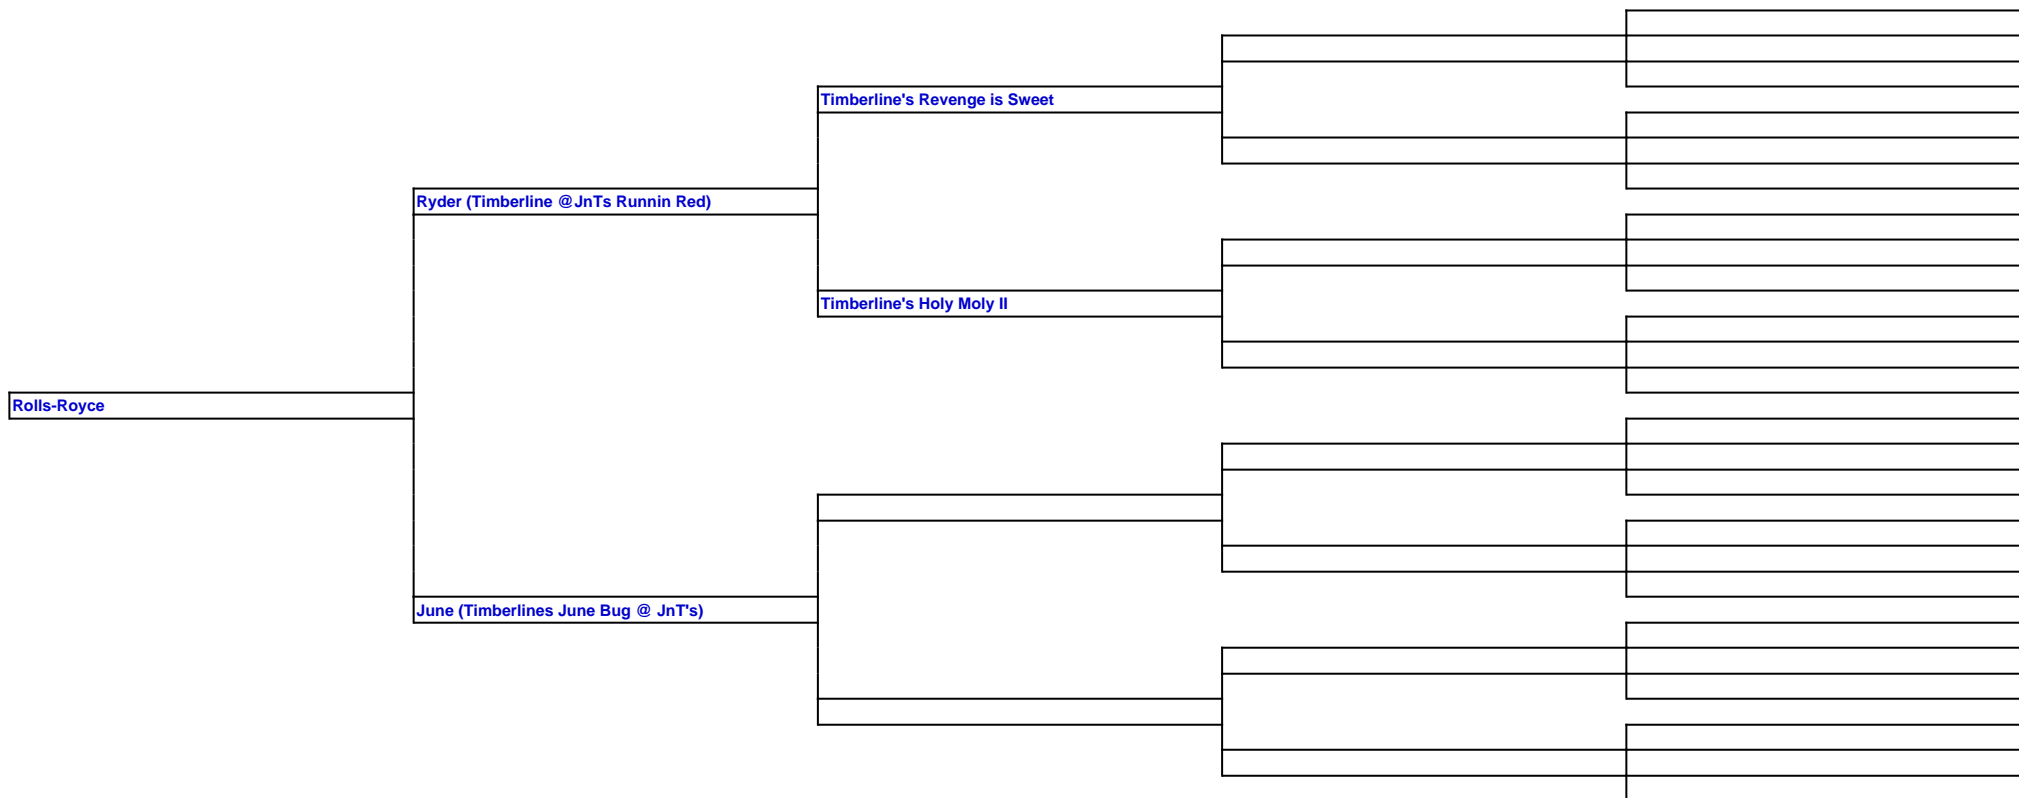 Timberline's Revenge is Sweet
Ryder (Timberline @JnTs Runnin Red)
Timberline's Holy Moly II
Rolls-Royce
June (Timberlines June Bug @ JnT's)